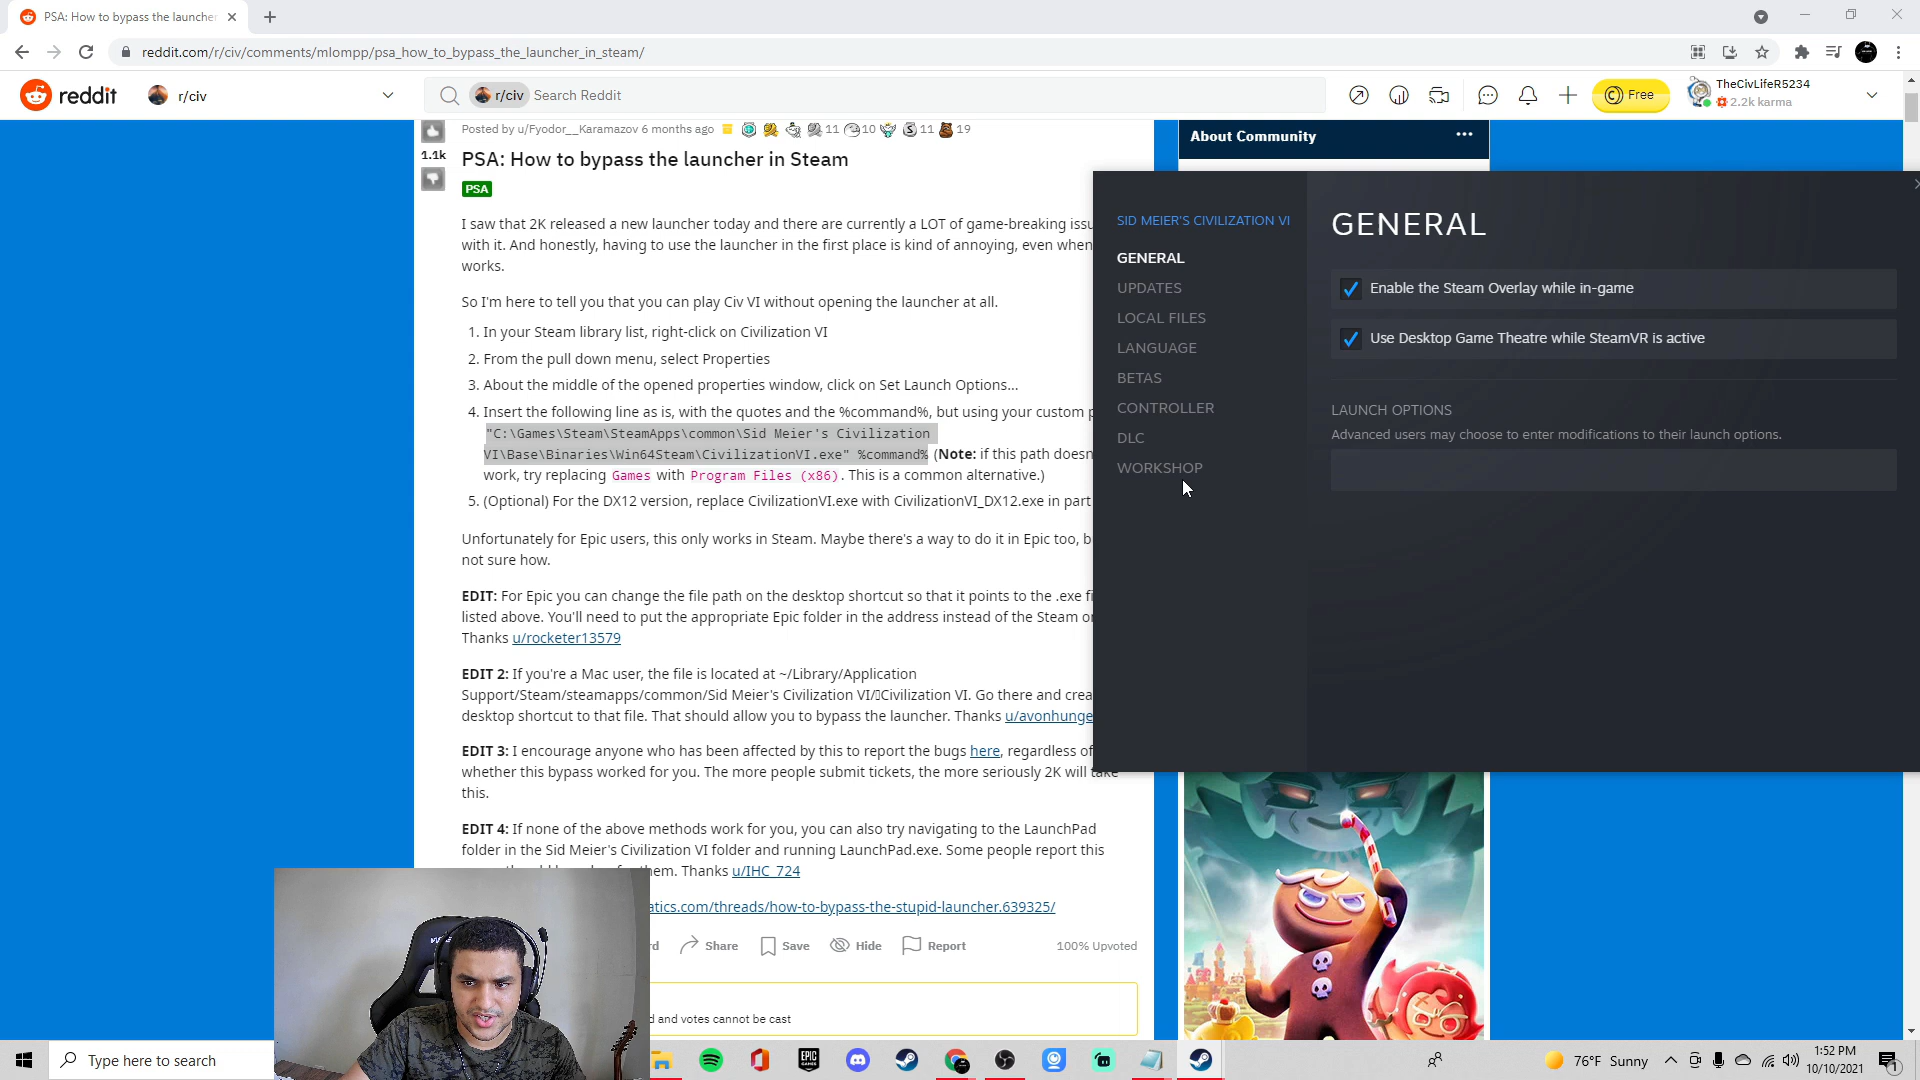 PSA: How to bypass the launcher
reddit.com/r/civ/comments/mlompp/psa_how_to_bypass_the_launcher_in_steam/
reddit
r/civ
r/civ Search Reddit
Free
TheCivLifeR5234
2.2k karma
Posted by u/Fyodor__Karamazov 6 months ago
11 10 11 19
1.1k
PSA: How to bypass the launcher in Steam
PSA
I saw that 2K released a new launcher today and there are currently a LOT of game-breaking issu
with it. And honestly, having to use the launcher in the first place is kind of annoying, even when
works.
So I'm here to tell you that you can play Civ VI without opening the launcher at all.
1. In your Steam library list, right-click on Civilization VI
2. From the pull down menu, select Properties
3. About the middle of the opened properties window, click on Set Launch Options...
4. Insert the following line as is, with the quotes and the %command%, but using your custom p
"C:\Games\Steam\SteamApps\common\Sid Meier's Civilization
VI\Base\Binaries\Win64Steam\CivilizationVI.exe" %command% (Note: if this path doesn
work, try replacing Games with Program Files (x86). This is a common alternative.)
5. (Optional) For the DX12 version, replace CivilizationVI.exe with CivilizationVI_DX12.exe in part
Unfortunately for Epic users, this only works in Steam. Maybe there's a way to do it in Epic too, b
not sure how.
EDIT: For Epic you can change the file path on the desktop shortcut so that it points to the .exe fi
listed above. You'll need to put the appropriate Epic folder in the address instead of the Steam o
Thanks u/rocketer13579
EDIT 2: If you're a Mac user, the file is located at ~/Library/Application
Support/Steam/steamapps/common/Sid Meier's Civilization VI/Civilization VI. Go there and crea
desktop shortcut to that file. That should allow you to bypass the launcher. Thanks u/avonhunge
EDIT 3: I encourage anyone who has been affected by this to report the bugs here, regardless of
whether this bypass worked for you. The more people submit tickets, the more seriously 2K will take
this.
EDIT 4: If none of the above methods work for you, you can also try navigating to the LaunchPad
folder in the Sid Meier's Civilization VI folder and running LaunchPad.exe. Some people report this
hem. Thanks u/IHC_724
atics.com/threads/how-to-bypass-the-stupid-launcher.639325/
rd Share Save Hide Report 100% Upvoted
d and votes cannot be cast
About Community
SID MEIER'S CIVILIZATION VI
GENERAL
UPDATES
LOCAL FILES
LANGUAGE
BETAS
CONTROLLER
DLC
WORKSHOP
GENERAL
Enable the Steam Overlay while in-game
Use Desktop Game Theatre while SteamVR is active
LAUNCH OPTIONS
Advanced users may choose to enter modifications to their launch options.
Type here to search
EPIC GAMES
76°F Sunny
1:52 PM
10/10/2021
1